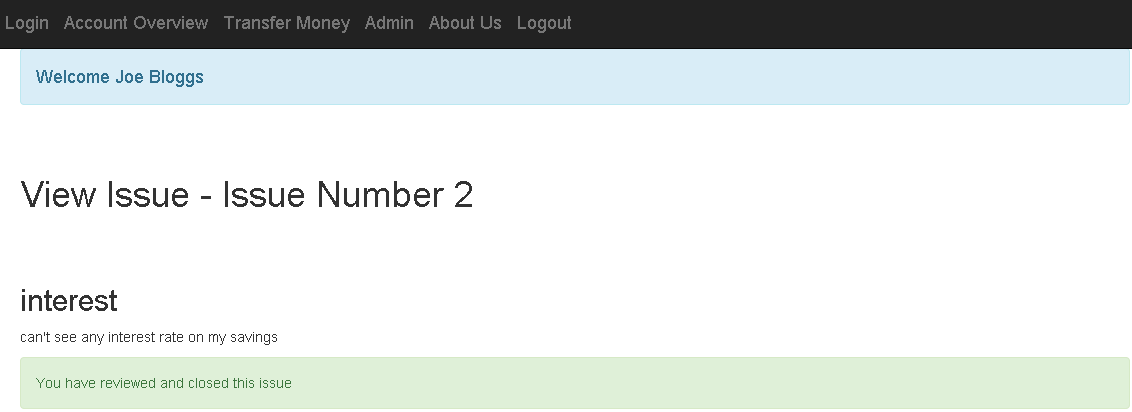 Login Account Overview Transfer Money Admin About Us Logout
Welcome Joe Bloggs
View Issue - Issue Number 2
interest
can't see any interest rate on my savings
You have reviewed and closed this issue